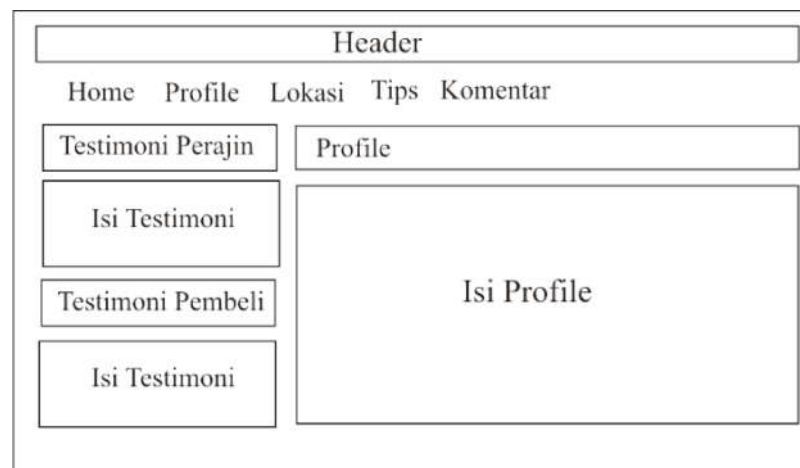 Header
Home Profile Lokasi Tips Komentar
Testimoni Perajin
Profile
Isi Testimoni
Isi Profile
Testimoni Pembeli
Isi Testimoni